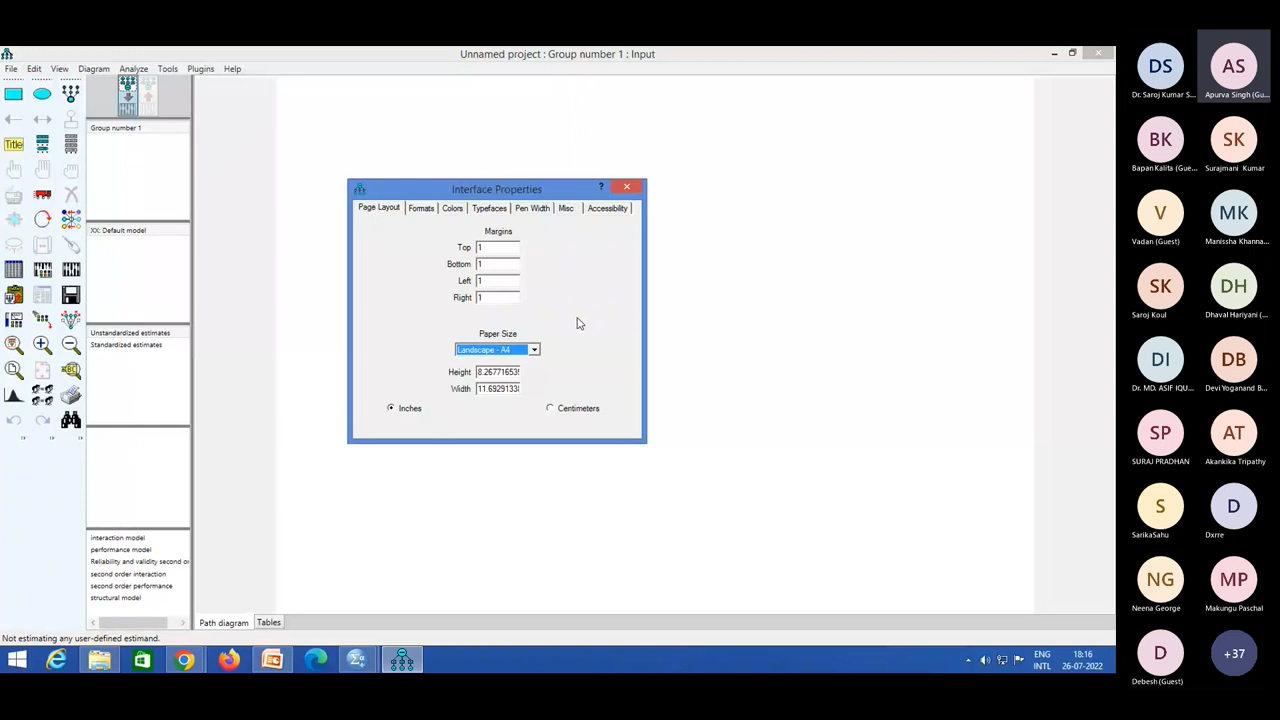 Unnamed project : Group number 1 : Input
File Edit View Diagram Analyze Tools Plugins Help
Title
Group number 1
XX: Default model
Unstandardized estimates
Standardized estimates
interaction model
performance model
Reliability and validity second or
second order interaction
second order performance
structural model
Interface Properties
?
Page Layout Formats Colors Typefaces Pen Width Misc Accessibility
Margins
Top 1
Bottom 1
Left 1
Right 1
Paper Size
Landscape - A4
Height 8.26771653
Width 11.6929133
Inches Centimeters
Path diagram Tables
Not estimating any user-defined estimand.
ENG
INTL
18:16
26-07-2022
DS
Dr. Saroj Kumar S...
AS
Apurva Singh (Gu...
BK
Bapan Kalita (Gue...
SK
Surajmani Kumar
V
Vadan (Guest)
MK
Manissha Khanna...
SK
Saroj Koul
DH
Dhaval Hariyani (...
DI
Dr. MD. ASIF IQU...
DB
Devi Yoganand B...
SP
SURAJ PRADHAN
AT
Akankika Tripathy
S
SarikaSahu
D
Dxrre
NG
Neena George
MP
Makungu Paschal
D
Debesh (Guest)
+37